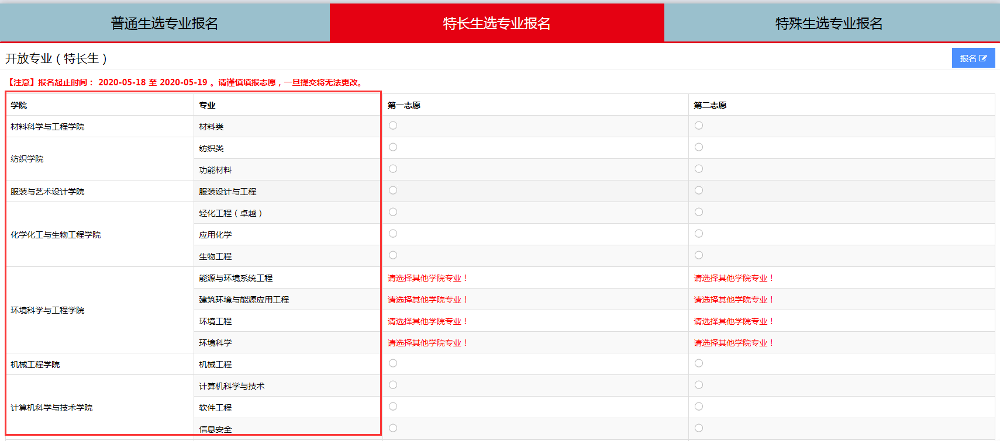 普通生选专业报名 特长生选专业报名 特殊生选专业报名
开放专业（特长生） 报名
【注意】报名起止时间： 2020-05-18 至 2020-05-19 。请谨慎填报志愿，一旦提交将无法更改。
学院 专业 第一志愿 第二志愿
材料科学与工程学院 材料类
纺织学院 纺织类
功能材料
服装与艺术设计学院 服装设计与工程
化学化工与生物工程学院 轻化工程（卓越）
应用化学
生物工程
环境科学与工程学院 能源与环境系统工程 请选择其他学院专业！ 请选择其他学院专业！
建筑环境与能源应用工程 请选择其他学院专业！ 请选择其他学院专业！
环境工程 请选择其他学院专业！ 请选择其他学院专业！
环境科学 请选择其他学院专业！ 请选择其他学院专业！
机械工程学院 机械工程
计算机科学与技术学院 计算机科学与技术
软件工程
信息安全